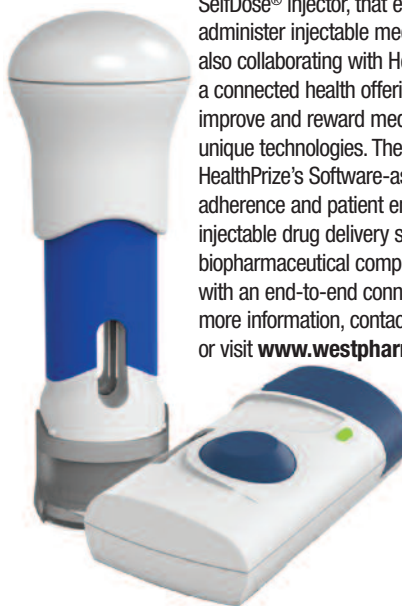 SelfDose® injector, that e
administer injectable med
also collaborating with He
a connected health offeri
improve and reward med
unique technologies. The
HealthPrize's Software-as
adherence and patient en
injectable drug delivery s
biopharmaceutical comp
with an end-to-end conn
more information, contac
or visit www.westphar